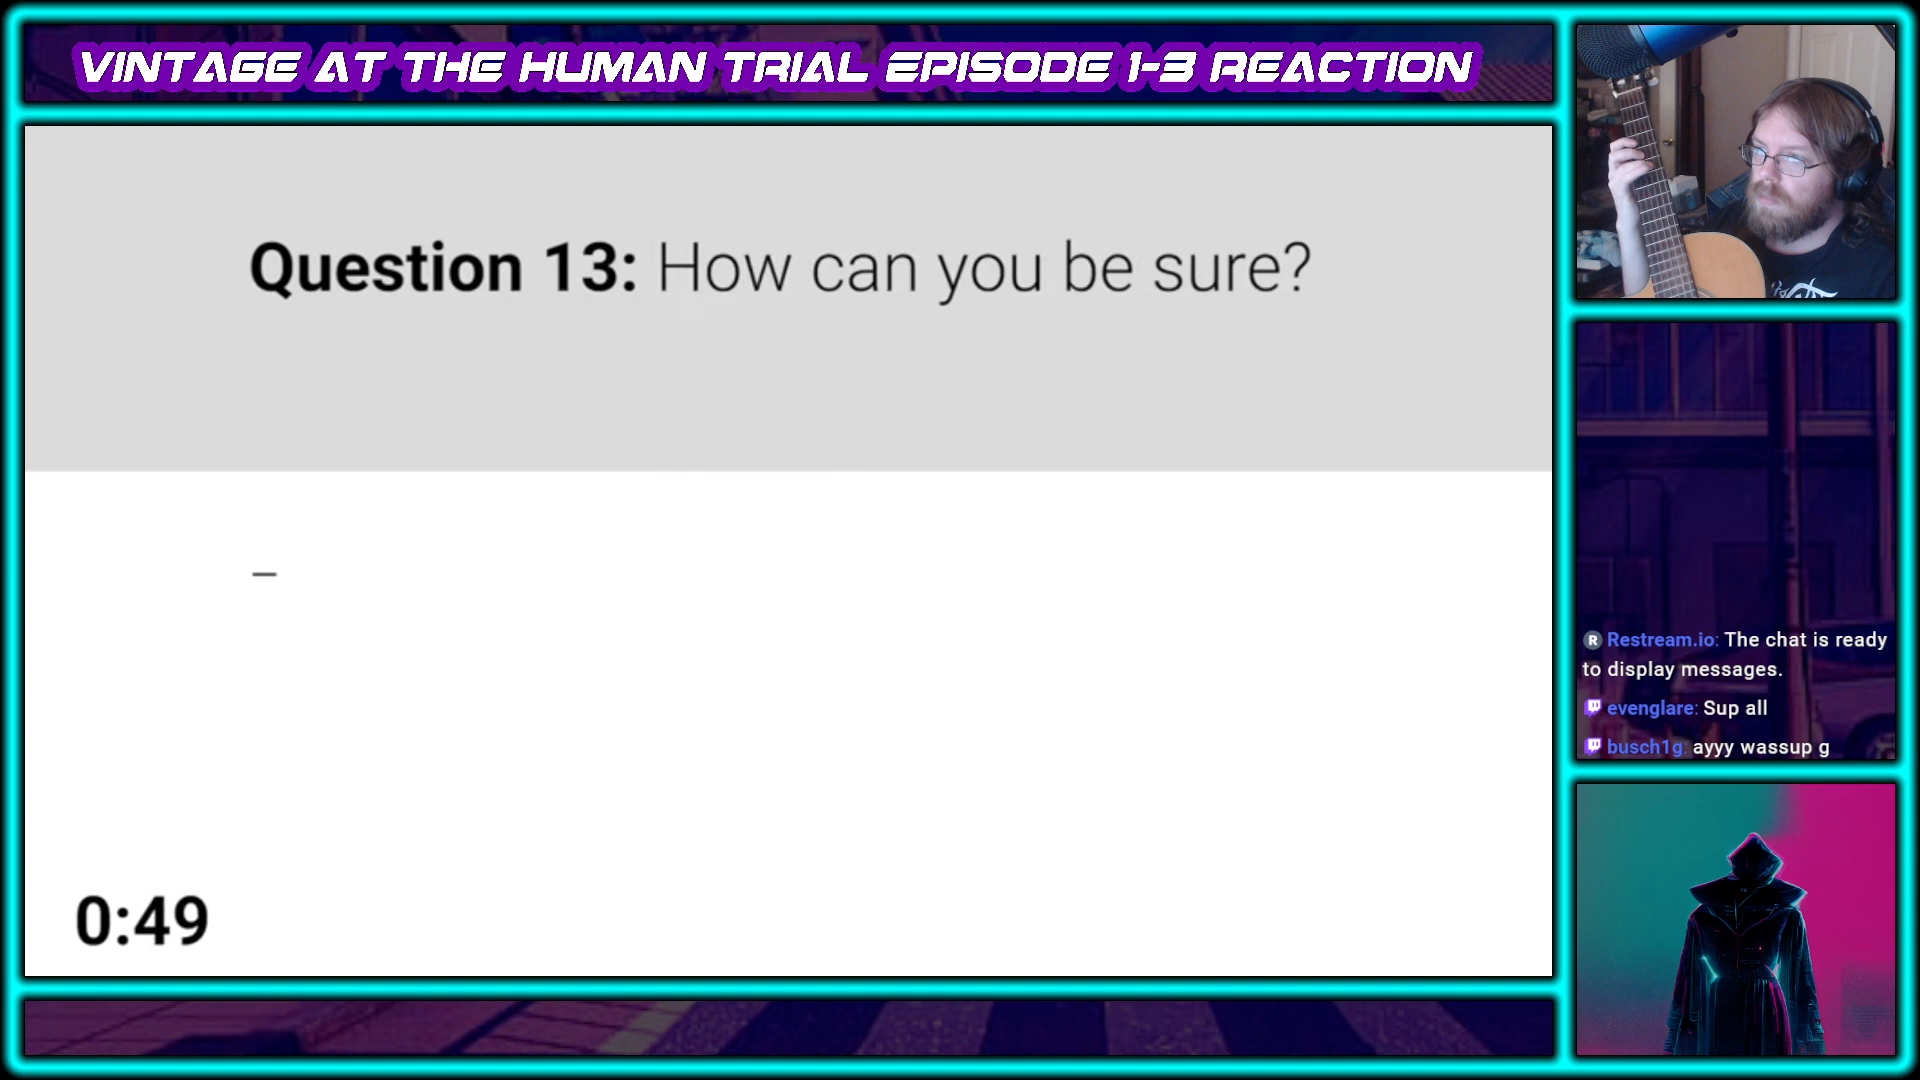 VINTAGE AT THE HUMAN TRIAL EPISODE 1-3 REACTION
Question 13: How can you be sure?
_
0:49
R Restream.io: The chat is ready
to display messages.
evenglare: Sup all
busch1g: ayyy wassup g